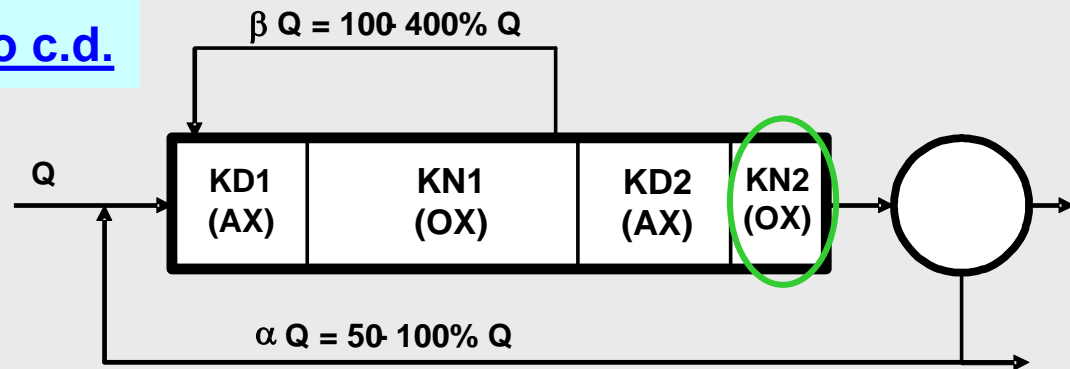 o c.d.
β Q = 100- 400% Q
Q
KD1
(AX)
KN1
(OX)
KD2
(AX)
KN2
(OX)
α Q = 50- 100% Q